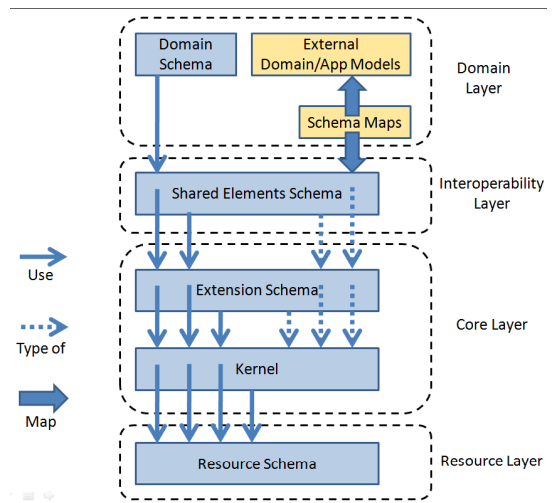 Domain
Schema
External
Domain/App Models
Domain
Layer
Schema Maps
Shared Elements Schema
Interoperability
Layer
Use
Extension Schema
Type of
Core Layer
Kernel
Map
Resource Schema
Resource Layer